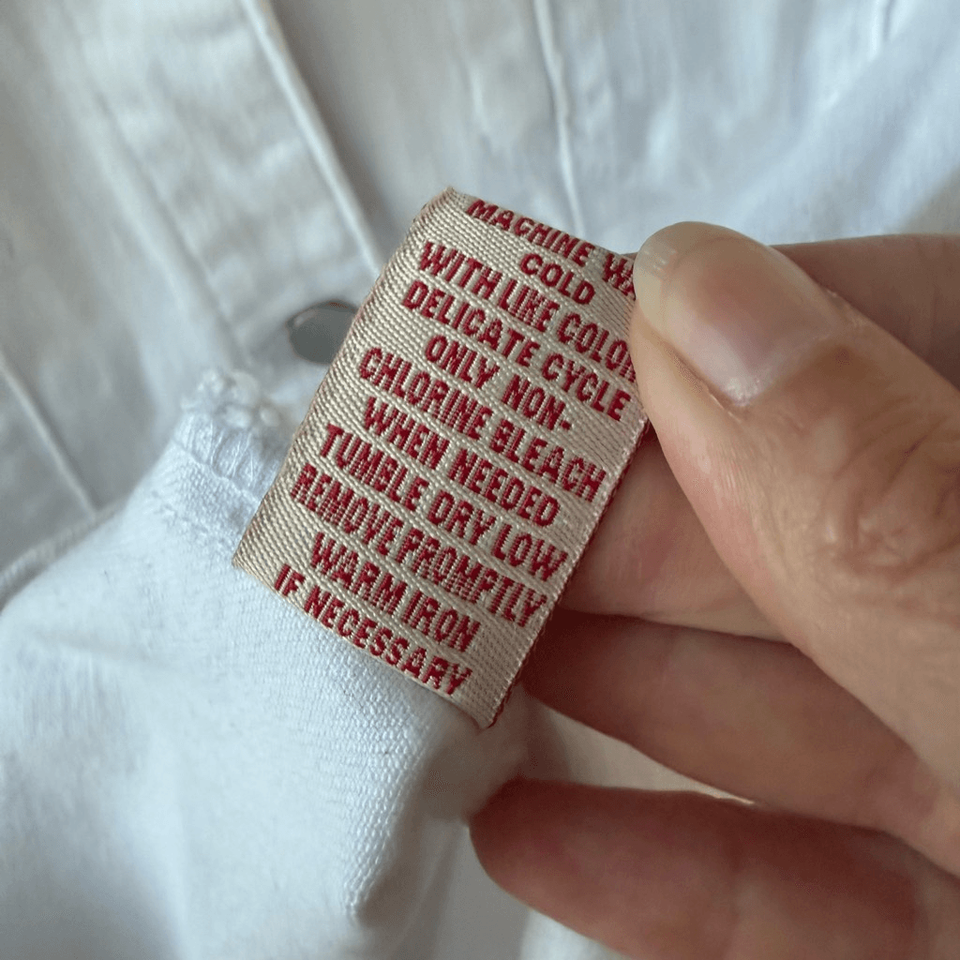 MACHINE WA
COLD
WITH LIKE COLOR
DELICATE CYCLE
ONLY NON-
CHLORINE BLEACH
WHEN NEEDED
TUMBLE DRY LOW
REMOVE PROMPTLY
WARM IRON
IF NECESSARY